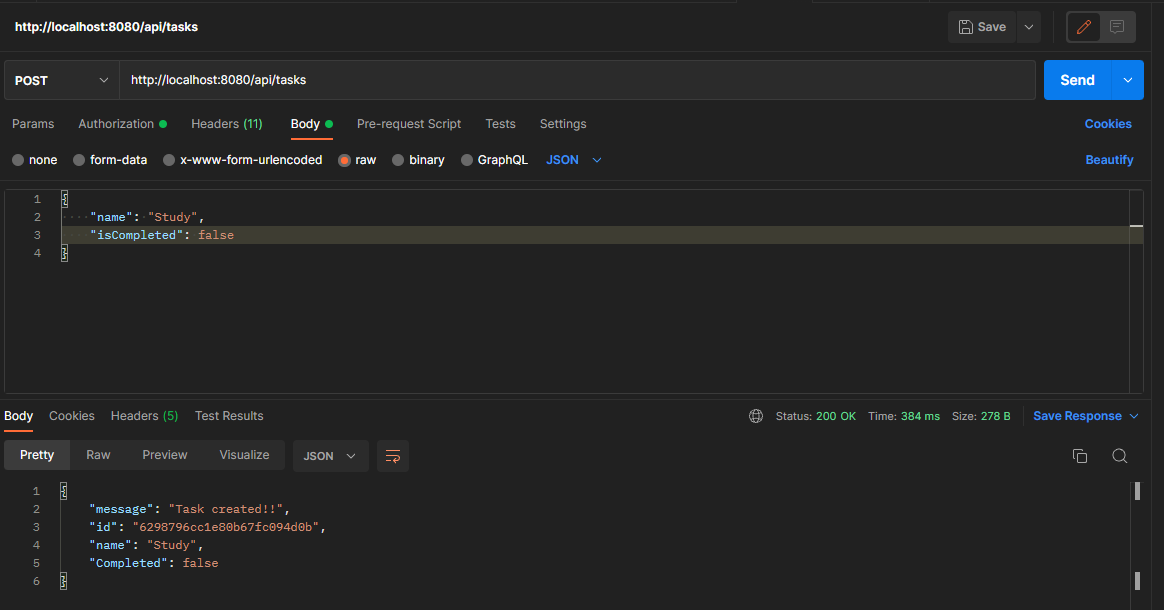 http://localhost:8080/api/tasks Save
POST http://localhost:8080/api/tasks Send
Params Authorization Headers (11) Body Pre-request Script Tests Settings Cookies
none form-data x-www-form-urlencoded raw binary GraphQL JSON Beautify
1 {
2 "name": "Study",
3 "isCompleted": false
4 }
Body Cookies Headers (5) Test Results Status: 200 OK Time: 384 ms Size: 278 B Save Response
Pretty Raw Preview Visualize JSON
1 {
2 "message": "Task created!!",
3 "id": "6298796cc1e80b67fc094d0b",
4 "name": "Study",
5 "Completed": false
6 }